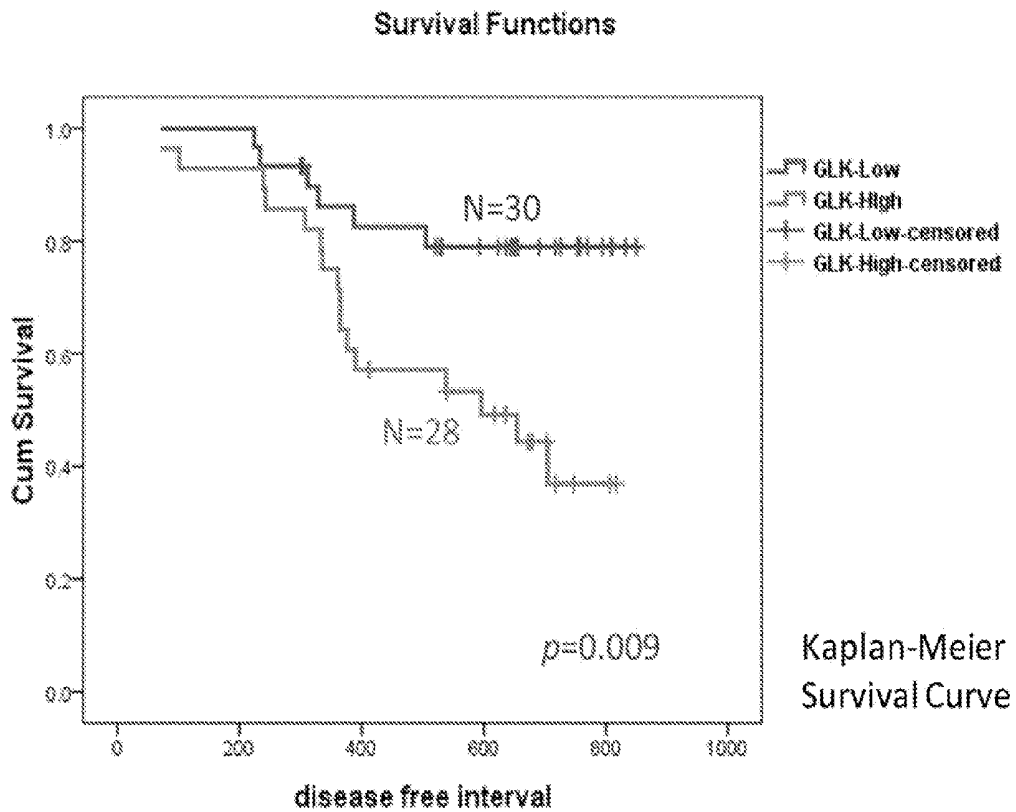 Survival Functions
1.0
0.8
0.6
0.4
0.2
0.0
Cum Survival
N=30
N=28
p=0.009
GLK-Low
GLK-High
GLK-Low-censored
GLK-High-censored
Kaplan-Meier
Survival Curve
0 200 400 600 800 1000
disease free interval